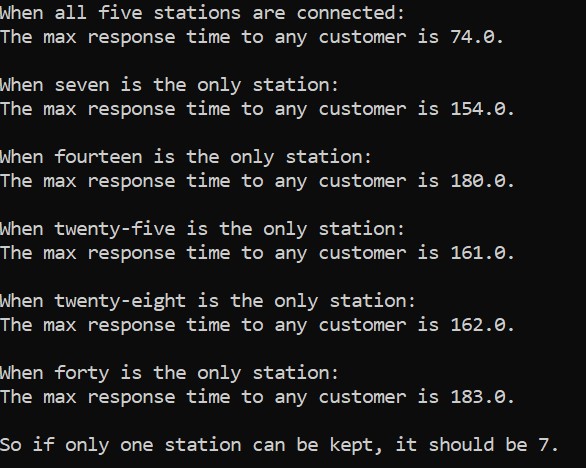 When all five stations are connected:
The max response time to any customer is 74.0.
When seven is the only station:
The max response time to any customer is 154.0.
When fourteen is the only station:
The max response time to any customer is 180.0.
When twenty-five is the only station:
The max response time to any customer is 161.0.
When twenty-eight is the only station:
The max response time to any customer is 162.0.
When forty is the only station:
The max response time to any customer is 183.0.
So if only one station can be kept, it should be 7.